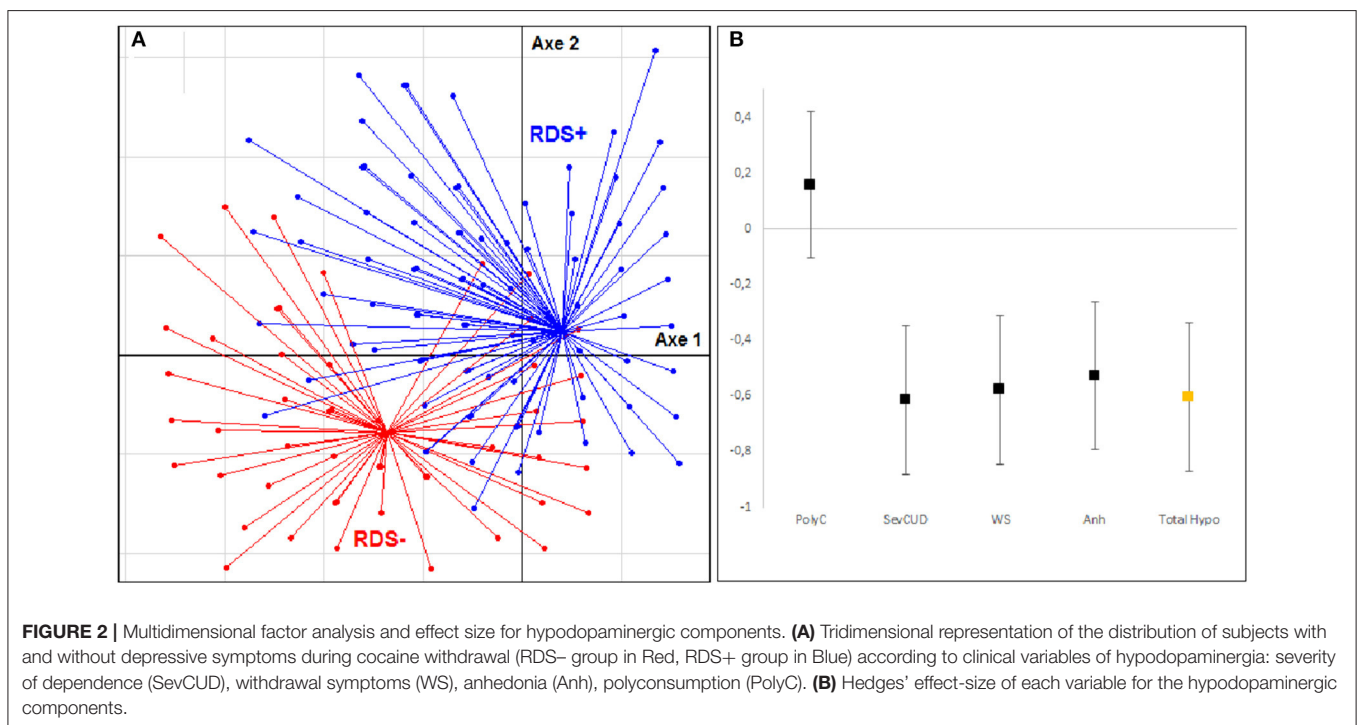 A
Axe 2
RDS+
Axe 1
RDS-
B
0,4
0,2
0
-0,2
-0,4
-0,6
-0,8
-1
PolyC SevCUD WS Anh Total Hypo
FIGURE 2 | Multidimensional factor analysis and effect size for hypodopaminergic components. (A) Tridimensional representation of the distribution of subjects with
and without depressive symptoms during cocaine withdrawal (RDS– group in Red, RDS+ group in Blue) according to clinical variables of hypodopaminergia: severity
of dependence (SevCUD), withdrawal symptoms (WS), anhedonia (Anh), polyconsumption (PolyC). (B) Hedges' effect-size of each variable for the hypodopaminergic
components.